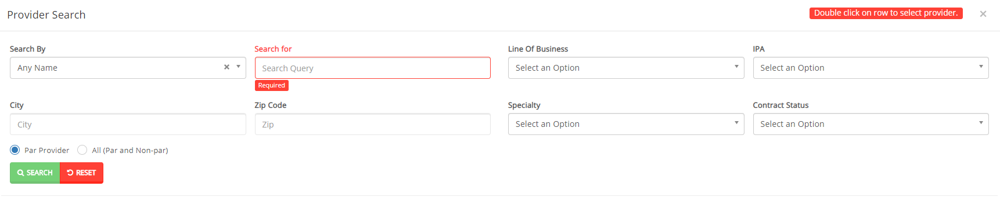 Provider Search
Double click on row to select provider.
×
Search By
Search for
Line Of Business
IPA
Any Name
×
Search Query
Select an Option
Select an Option
Required
City
Zip Code
Specialty
Contract Status
City
Zip
Select an Option
Select an Option
Par Provider
All (Par and Non-par)
SEARCH
RESET